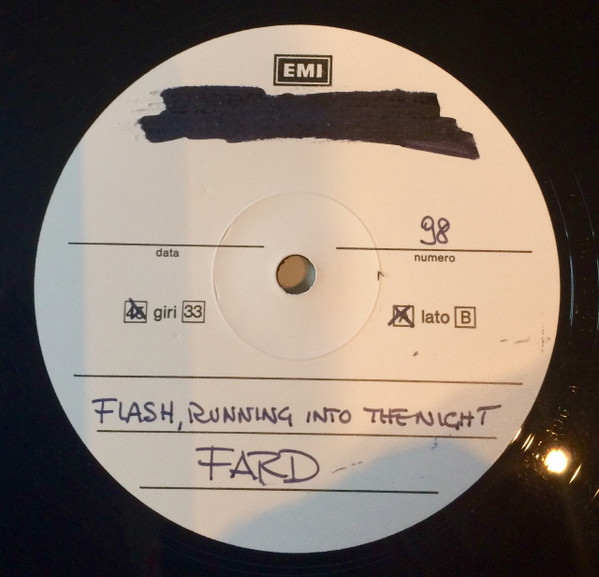 EMI
98
data numero
45 giri 33 A lato B
FLASH, RUNNING INTO THE NIGHT
FARD